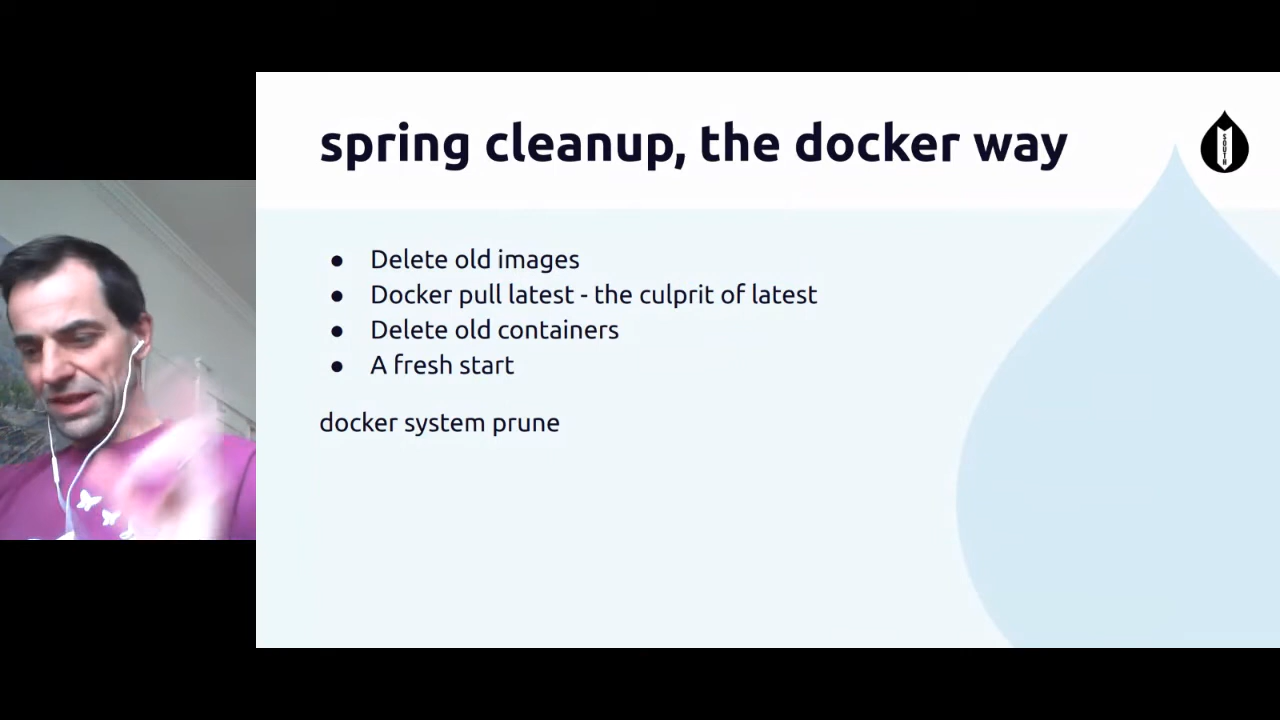 spring cleanup, the docker way
SOUTH
● Delete old images
● Docker pull latest - the culprit of latest
● Delete old containers
● A fresh start
docker system prune